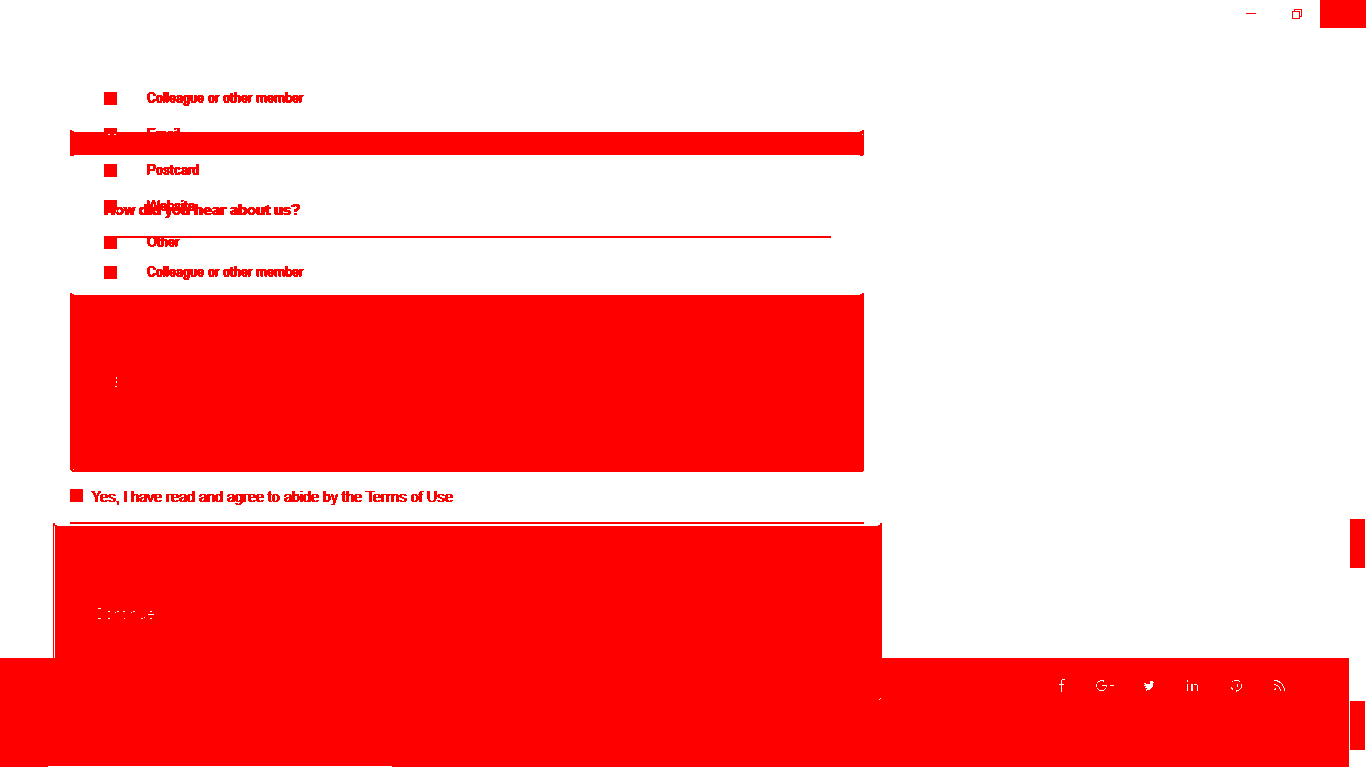 Colleague or other member
Email
Postcard
Website
How did you hear about us?
Other
Colleague or other member
Yes, I have read and agree to abide by the Terms of Use
Continue